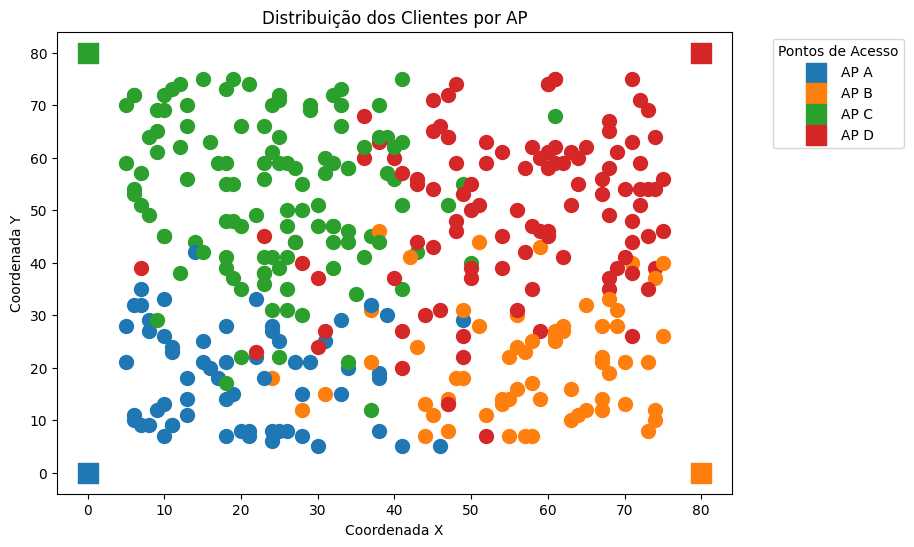 Distribuição dos Clientes por AP
Pontos de Acesso
AP A
AP B
AP C
AP D
Coordenada Y
80
70
60
50
40
30
20
10
0
0 10 20 30 40 50 60 70 80
Coordenada X